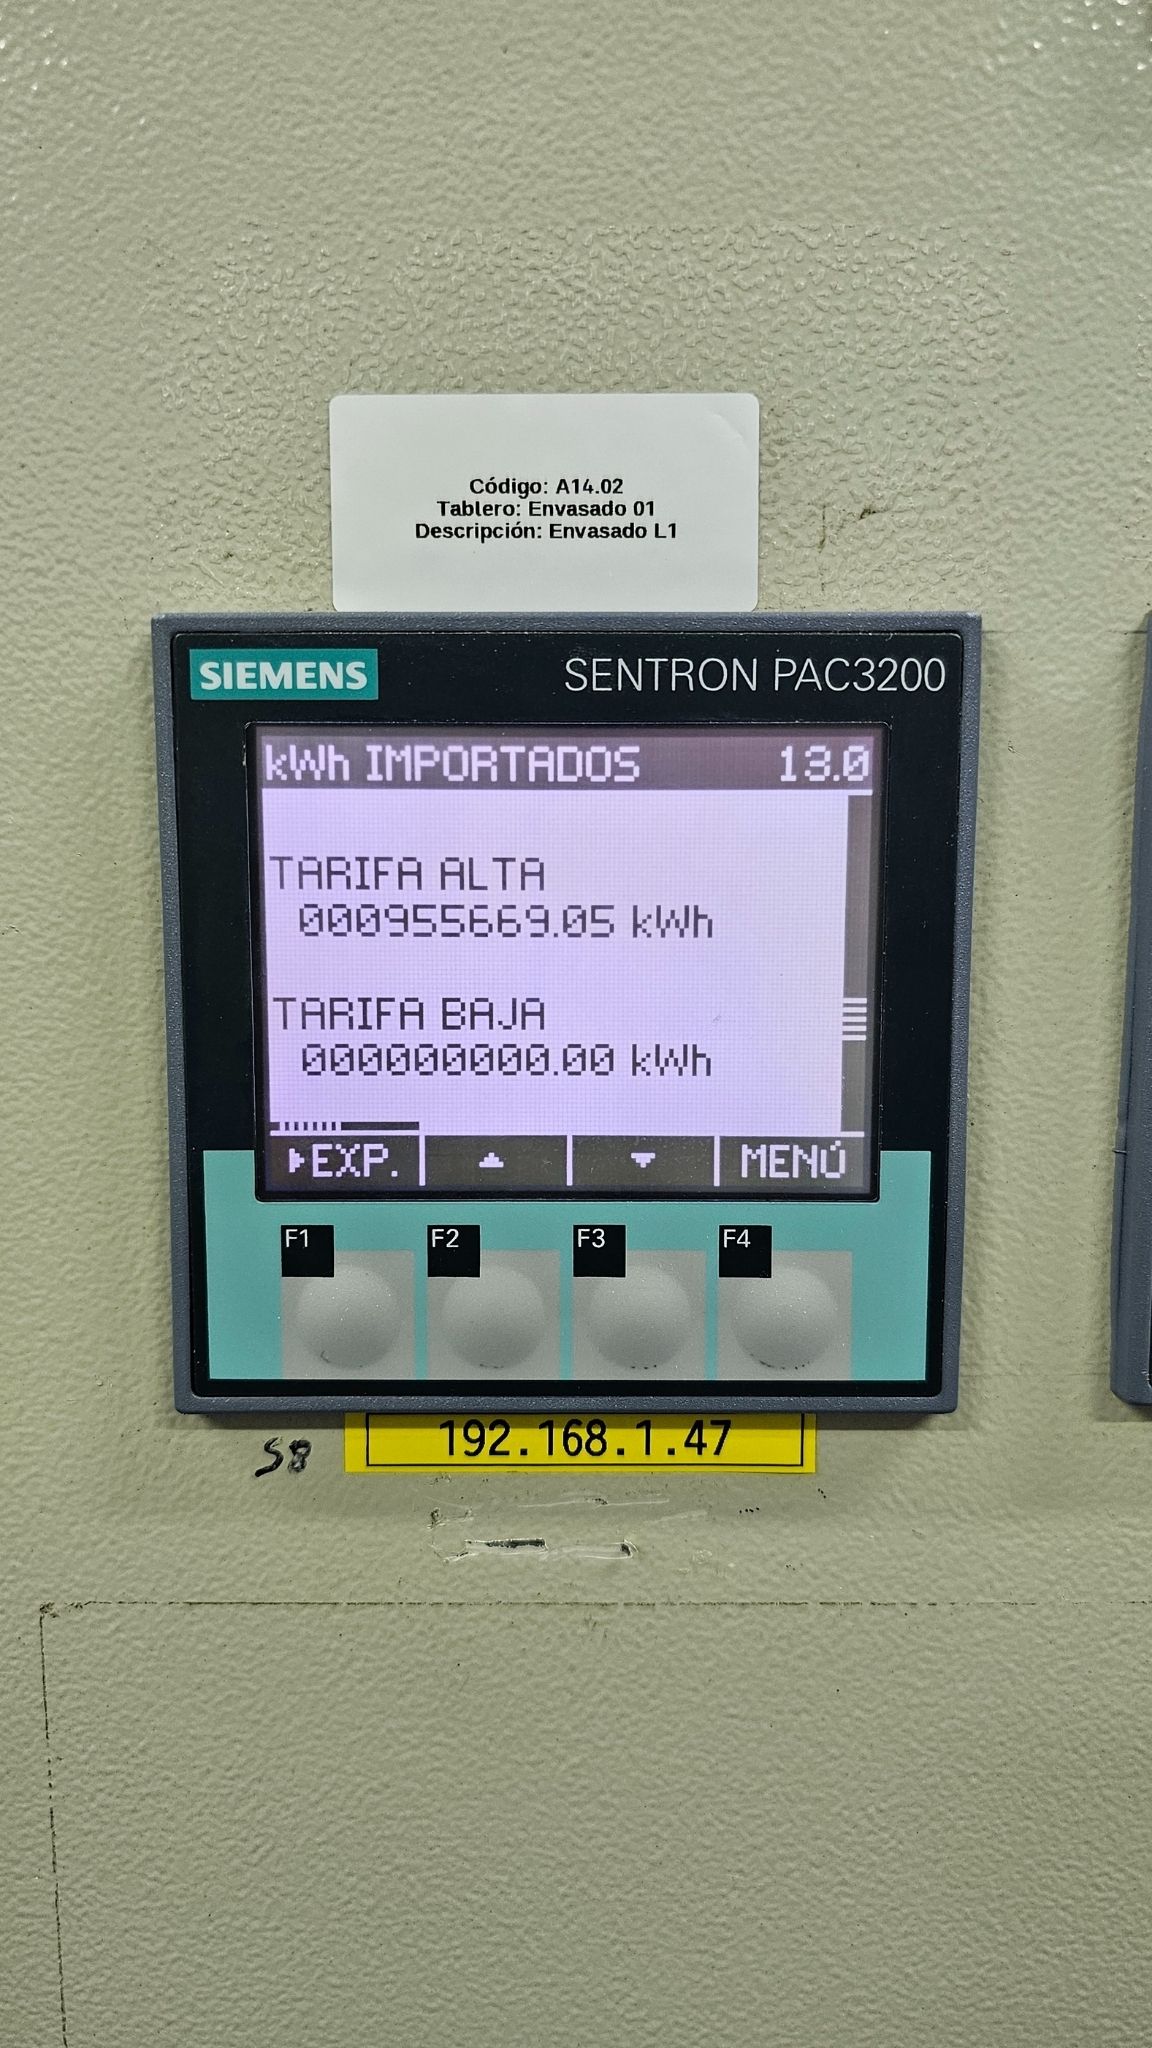 Código: A14.02
Tablero: Envasado 01
Descripción: Envasado L1
SIEMENS
SENTRON PAC3200
kWh IMPORTADOS 13.0
TARIFA ALTA
000955669.05 kWh
TARIFA BAJA
000000000.00 kWh
EXP.
MENÚ
F1
F2
F3
F4
192.168.1.47